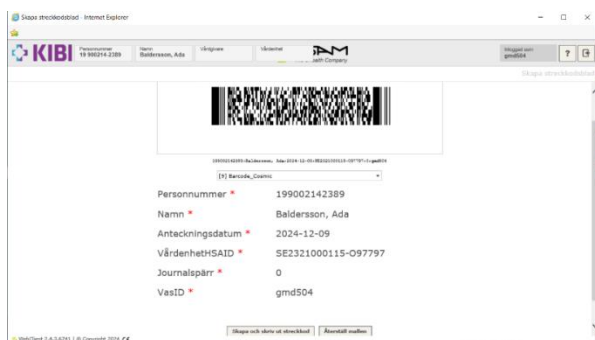 Skapa streckkodsblad - Internet Explorer
KIBI
Personnummer
19 900214-2389
Namn
Baldersson, Ada
Vårdgivare
Vårdenhet
Health Company
Inloggad som
gmd504
?
Skapa streckkodsblad
[9] Barcode_Cosmic
Personnummer * 199002142389
Namn * Baldersson, Ada
Anteckningsdatum * 2024-12-09
VårdenhetHSAID * SE2321000115-O97797
Journalspärr * 0
VasID * gmd504
Skapa och skriv ut streckkod Återställ mallen